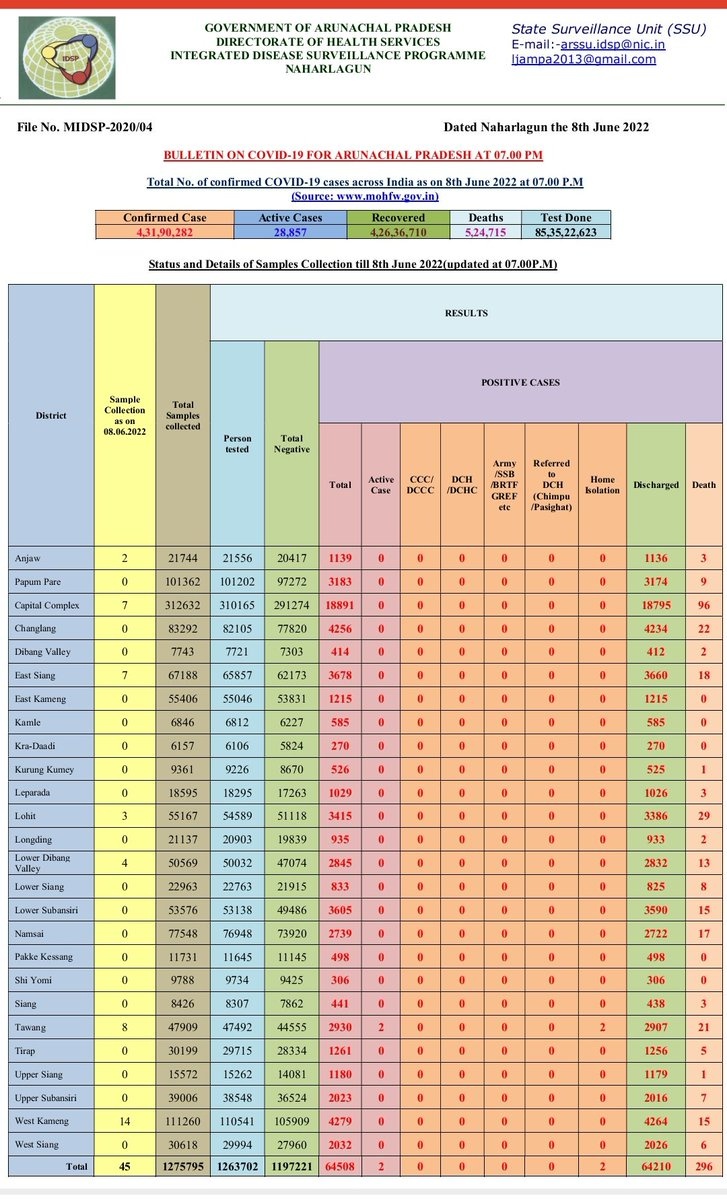 IDSP
GOVERNMENT OF ARUNACHAL PRADESH
DIRECTORATE OF HEALTH SERVICES
INTEGRATED DISEASE SURVEILLANCE PROGRAMME
NAHARLAGUN
State Surveillance Unit (SSU)
E-mail:-arssu.idsp@nic.in
ljampa2013@gmail.com
File No. MIDSP-2020/04 Dated Naharlagun the 8th June 2022
BULLETIN ON COVID-19 FOR ARUNACHAL PRADESH AT 07.00 PM
Total No. of confirmed COVID-19 cases across India as on 8th June 2022 at 07.00 P.M
(Source: www.mohfw.gov.in)
Confirmed Case Active Cases Recovered Deaths Test Done
4,31,90,282 28,857 4,26,36,710 5,24,715 85,35,22,623
Status and Details of Samples Collection till 8th June 2022(updated at 07.00P.M)
District
Sample
Collection
as on
08.06.2022
Total
Samples
collected
RESULTS
Person
tested
Total
Negative
POSITIVE CASES
Total
Active
Case
CCC/
DCCC
DCH
/DCHC
Army
/SSB
/BRTF
GREF
etc
Referred
to
DCH
(Chimpu
/Pasighat)
Home
Isolation
Discharged
Death
Anjaw 2 21744 21556 20417 1139 0 0 0 0 0 0 1136 3
Papum Pare 0 101362 101202 97272 3183 0 0 0 0 0 0 3174 9
Capital Complex 7 312632 310165 291274 18891 0 0 0 0 0 0 18795 96
Changlang 0 83292 82105 77820 4256 0 0 0 0 0 0 4234 22
Dibang Valley 0 7743 7721 7303 414 0 0 0 0 0 0 412 2
East Siang 7 67188 65857 62173 3678 0 0 0 0 0 0 3660 18
East Kameng 0 55406 55046 53831 1215 0 0 0 0 0 0 1215 0
Kamle 0 6846 6812 6227 585 0 0 0 0 0 0 585 0
Kra-Daadi 0 6157 6106 5824 270 0 0 0 0 0 0 270 0
Kurung Kumey 0 9361 9226 8670 526 0 0 0 0 0 0 525 1
Leparada 0 18595 18295 17263 1029 0 0 0 0 0 0 1026 3
Lohit 3 55167 54589 51118 3415 0 0 0 0 0 0 3386 29
Longding 0 21137 20903 19839 935 0 0 0 0 0 0 933 2
Lower Dibang
Valley 4 50569 50032 47074 2845 0 0 0 0 0 0 2832 13
Lower Siang 0 22963 22763 21915 833 0 0 0 0 0 0 825 8
Lower Subansiri 0 53576 53138 49486 3605 0 0 0 0 0 0 3590 15
Namsai 0 77548 76948 73920 2739 0 0 0 0 0 0 2722 17
Pakke Kessang 0 11731 11645 11145 498 0 0 0 0 0 0 498 0
Shi Yomi 0 9788 9734 9425 306 0 0 0 0 0 0 306 0
Siang 0 8426 8307 7862 441 0 0 0 0 0 0 438 3
Tawang 8 47909 47492 44555 2930 2 0 0 0 0 2 2907 21
Tirap 0 30199 29715 28334 1261 0 0 0 0 0 0 1256 5
Upper Siang 0 15572 15262 14081 1180 0 0 0 0 0 0 1179 1
Upper Subansiri 0 39006 38548 36524 2023 0 0 0 0 0 0 2016 7
West Kameng 14 111260 110541 105909 4279 0 0 0 0 0 0 4264 15
West Siang 0 30618 29994 27960 2032 0 0 0 0 0 0 2026 6
Total 45 1275795 1263702 1197221 64508 2 0 0 0 0 2 64210 296